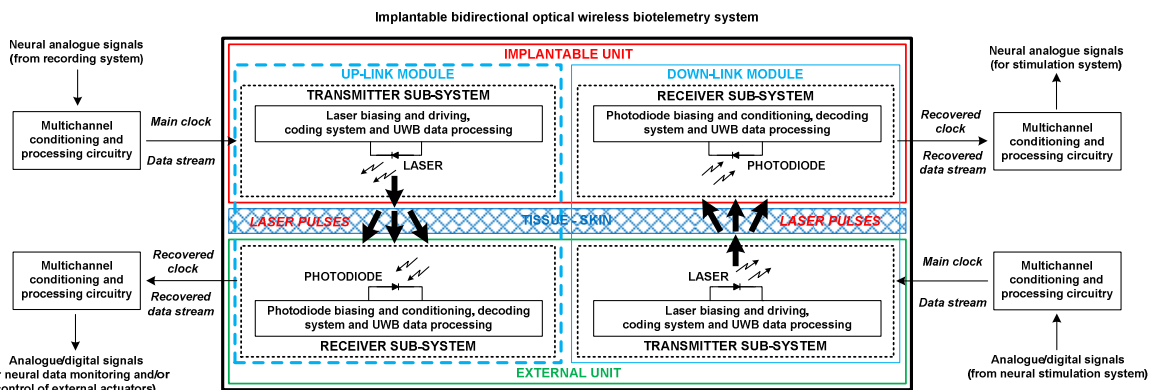 Implantable bidirectional optical wireless biotelemetry system
Neural analogue signals
(from recording system)
Multichannel
conditioning and
processing circuitry
Main clock
Data stream
IMPLANTABLE UNIT
UP-LINK MODULE
TRANSMITTER SUB-SYSTEM
Laser biasing and driving,
coding system and UWB data processing
LASER
DOWN-LINK MODULE
RECEIVER SUB-SYSTEM
Photodiode biasing and conditioning, decoding
system and UWB data processing
PHOTODIODE
Recovered
clock
Recovered
data stream
Neural analogue signals
(for stimulation system)
Multichannel
conditioning and
processing circuitry
LASER PULSES
TISSUE - SKIN
LASER PULSES
Multichannel
conditioning and
processing circuitry
Recovered
clock
Recovered
data stream
Analogue/digital signals
r neural data monitoring and/or
control of external actuators)
PHOTODIODE
Photodiode biasing and conditioning, decoding
system and UWB data processing
RECEIVER SUB-SYSTEM
LASER
Laser biasing and driving,
coding system and UWB data processing
TRANSMITTER SUB-SYSTEM
EXTERNAL UNIT
Main clock
Data stream
Multichannel
conditioning and
processing circuitry
Analogue/digital signals
(from neural stimulation system)